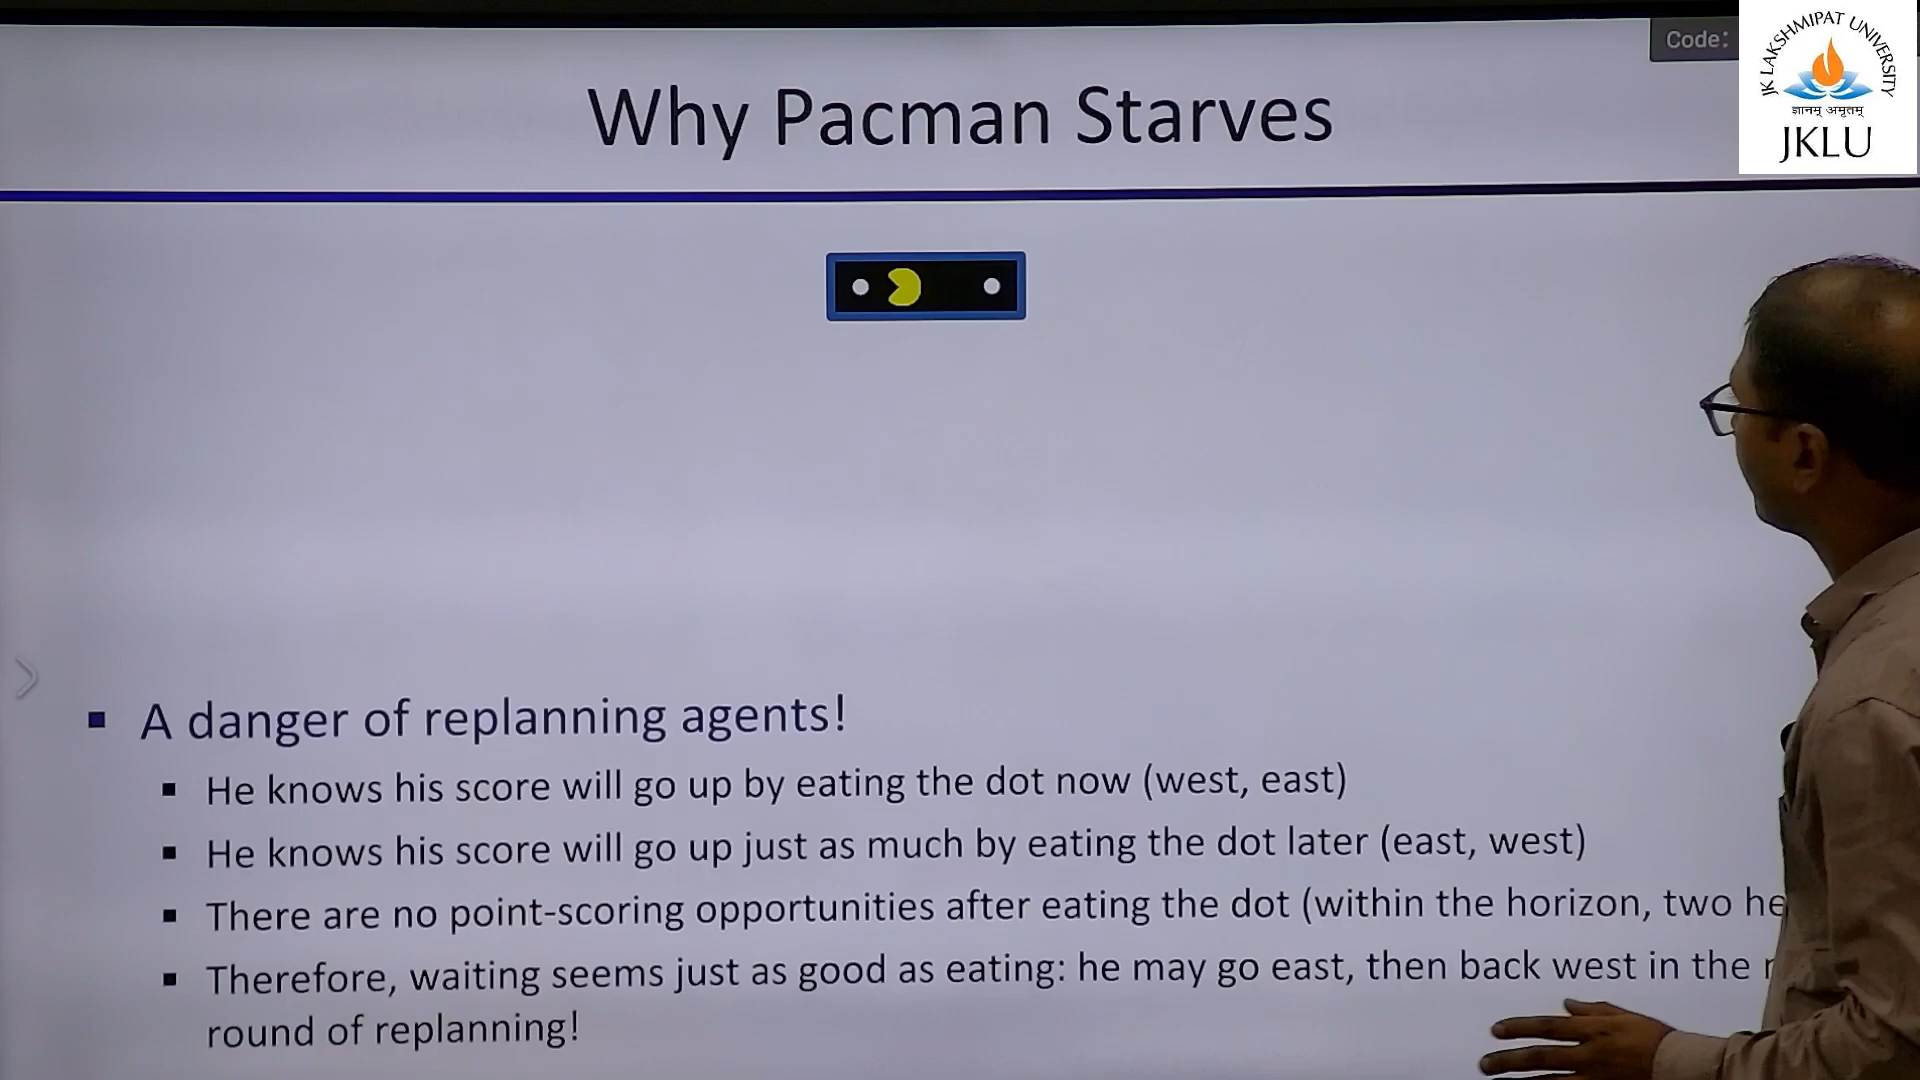 Code:
JK LAKSHMIPAT UNIVERSITY
ज्ञानम् अमृतम्
JKLU
Why Pacman Starves
A danger of replanning agents!
He knows his score will go up by eating the dot now (west, east)
He knows his score will go up just as much by eating the dot later (east, west)
There are no point-scoring opportunities after eating the dot (within the horizon, two he
Therefore, waiting seems just as good as eating: he may go east, then back west in the
round of replanning!